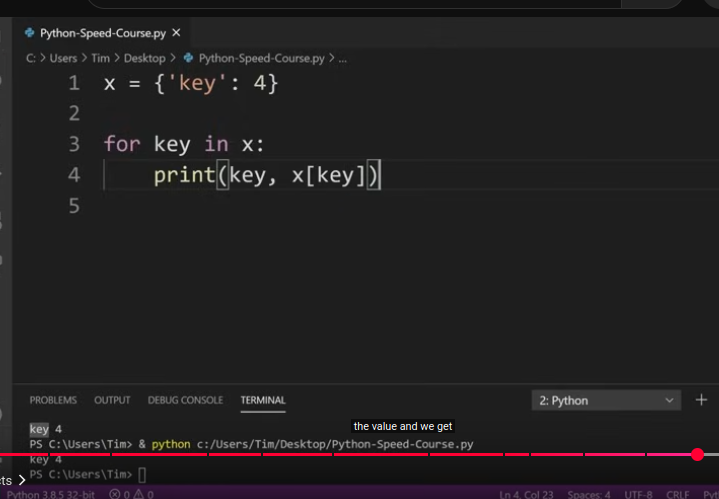 Python-Speed-Course.py ×
C: > Users > Tim > Desktop > Python-Speed-Course.py > ...
1 x = {'key': 4}
2
3 for key in x:
4 print(key, x[key])
5
PROBLEMS OUTPUT DEBUG CONSOLE TERMINAL 2: Python +
key 4
the value and we get
PS C:\Users\Tim> & python c:/Users/Tim/Desktop/Python-Speed-Course.py
key 4
PS C:\Users\Tim>
cts >
Python 3.8.5 32-bit 0 0 Ln 4, Col 23 Spaces: 4 UTF-8 CRLF Pyt